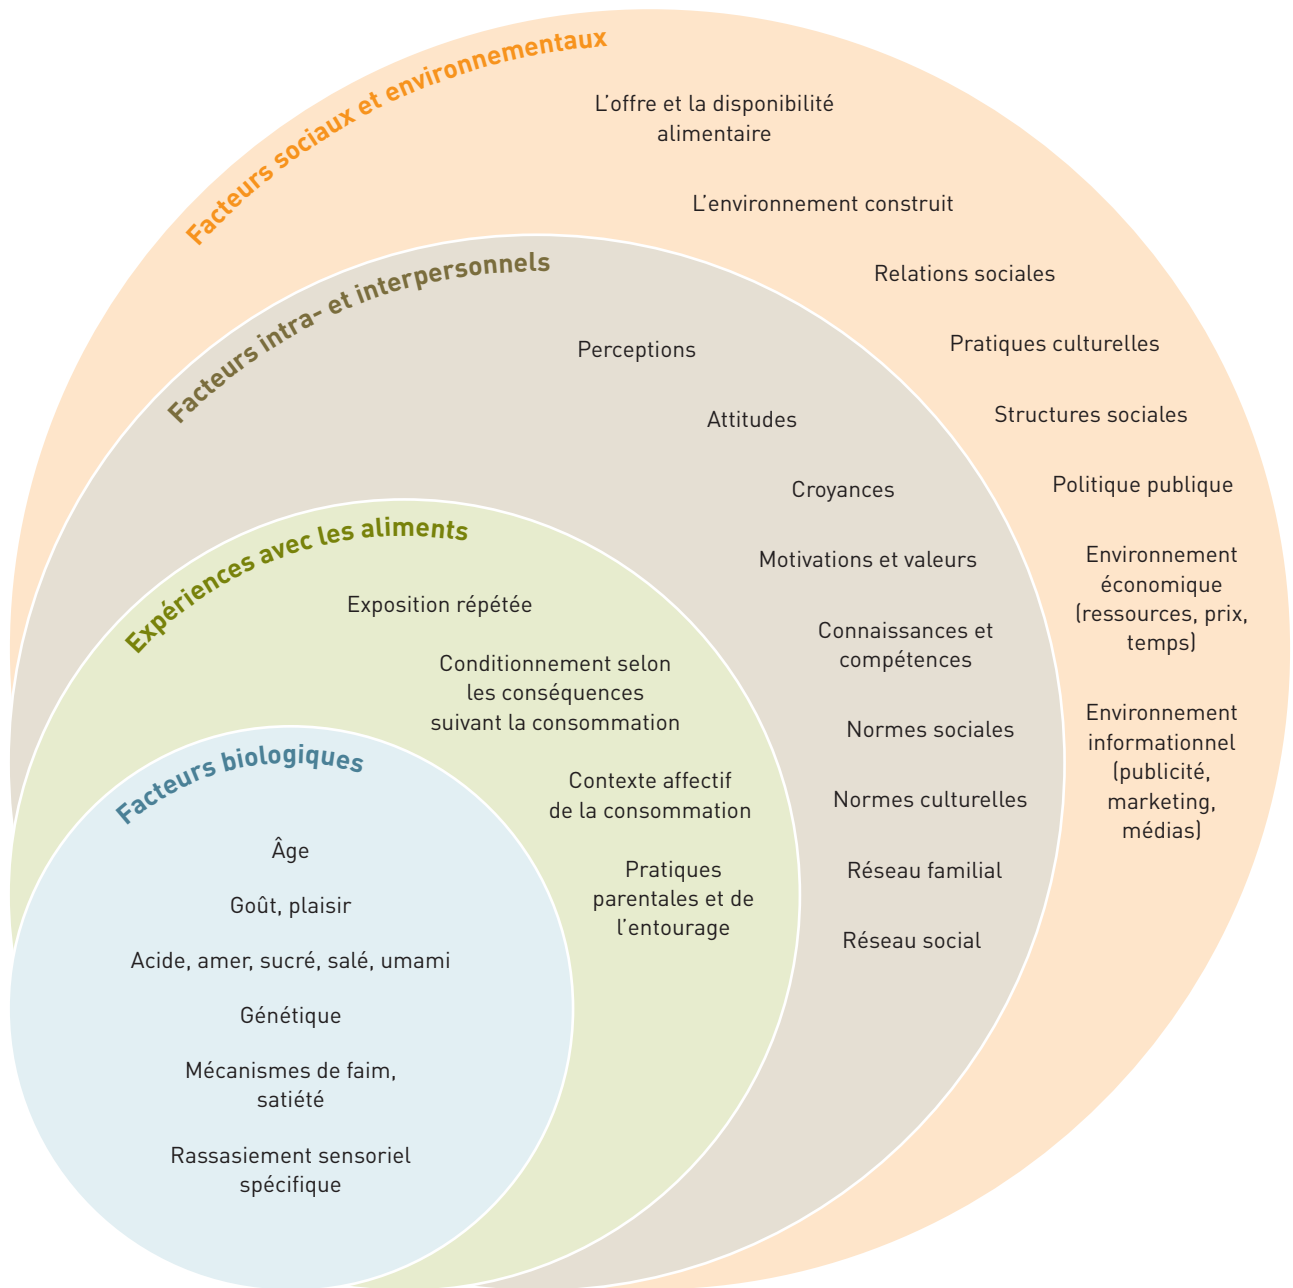 Facteurs sociaux et environnementaux
L’offre et la disponibilité
alimentaire
L’environnement construit
Relations sociales
Pratiques culturelles
Structures sociales
Politique publique
Environnement
économique
(ressources, prix,
temps)
Environnement
informationnel
(publicité,
marketing,
médias)
Facteurs intra- et interpersonnels
Perceptions
Attitudes
Croyances
Motivations et valeurs
Connaissances et
compétences
Normes sociales
Normes culturelles
Réseau familial
Réseau social
Expériences avec les aliments
Exposition répétée
Conditionnement selon
les conséquences
suivant la consommation
Contexte affectif
de la consommation
Pratiques
parentales et de
l’entourage
Facteurs biologiques
Âge
Goût, plaisir
Acide, amer, sucré, salé, umami
Génétique
Mécanismes de faim,
satiété
Rassasiement sensoriel
spécifique